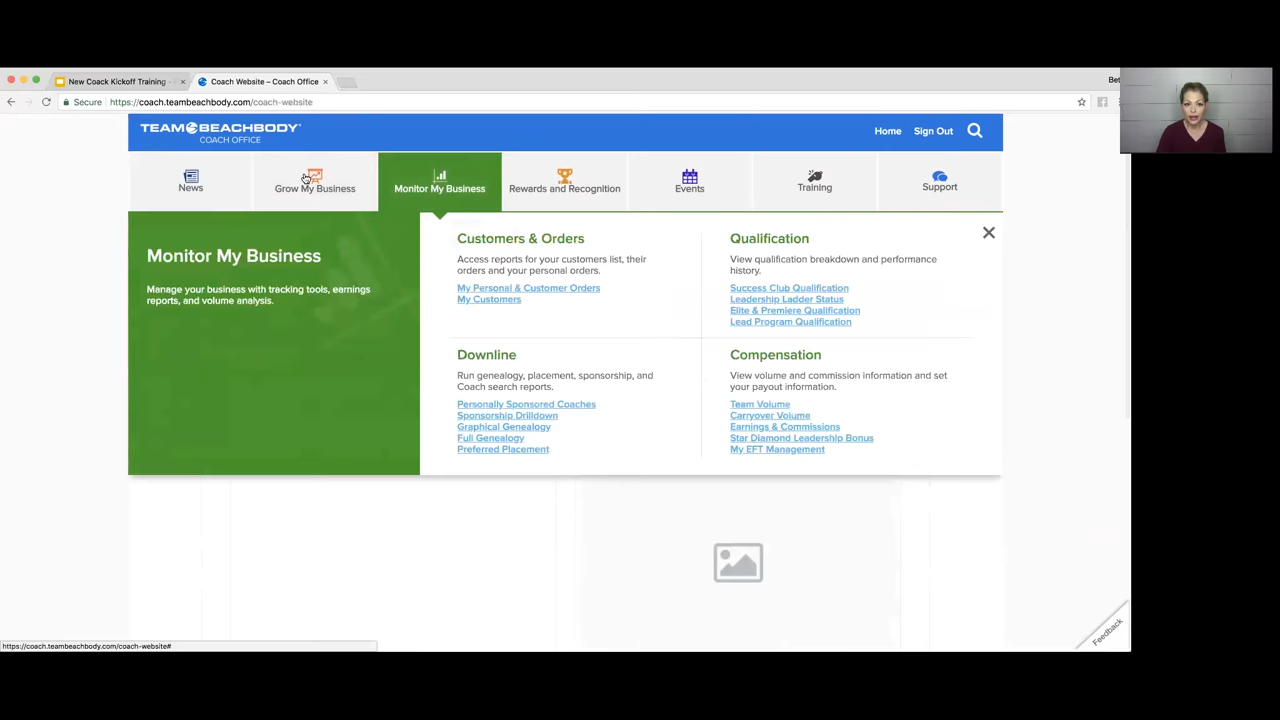 New Coach Kickoff Training -
Coach Website – Coach Office
Bet
Secure
https://coach.teambeachbody.com/coach-website
TEAM BEACHBODY
COACH OFFICE
Home
Sign Out
News
Grow My Business
Monitor My Business
Rewards and Recognition
Events
Training
Support
Monitor My Business
Manage your business with tracking tools, earnings
reports, and volume analysis.
Customers & Orders
Access reports for your customers list, their
orders and your personal orders.
My Personal & Customer Orders
My Customers
Qualification
View qualification breakdown and performance
history.
Success Club Qualification
Leadership Ladder Status
Elite & Premiere Qualification
Lead Program Qualification
Downline
Run genealogy, placement, sponsorship, and
Coach search reports.
Personally Sponsored Coaches
Sponsorship Drilldown
Graphical Genealogy
Full Genealogy
Preferred Placement
Compensation
View volume and commission information and set
your payout information.
Team Volume
Carryover Volume
Earnings & Commissions
Star Diamond Leadership Bonus
My EFT Management
Feedback
https://coach.teambeachbody.com/coach-website#